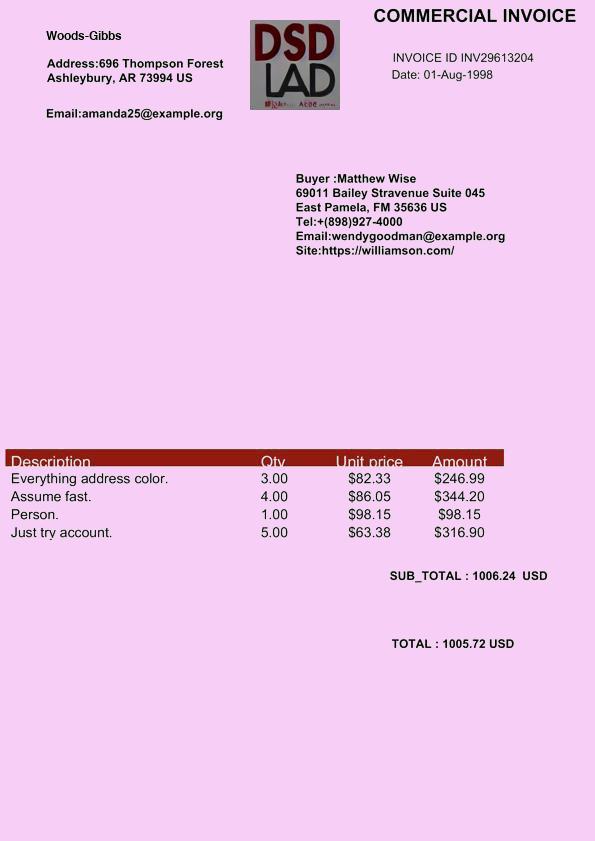 COMMERCIAL INVOICE
Woods-Gibbs
Address:696 Thompson Forest
Ashleybury, AR 73994 US
Email:amanda25@example.org
DSD
LAD
INVOICE ID INV29613204
Date: 01-Aug-1998
Buyer :Matthew Wise
69011 Bailey Stravenue Suite 045
East Pamela, FM 35636 US
Tel:+(898)927-4000
Email:wendygoodman@example.org
Site:https://williamson.com/
Description Qty Unit price Amount
Everything address color. 3.00 $82.33 $246.99
Assume fast. 4.00 $86.05 $344.20
Person. 1.00 $98.15 $98.15
Just try account. 5.00 $63.38 $316.90
SUB_TOTAL : 1006.24 USD
TOTAL : 1005.72 USD